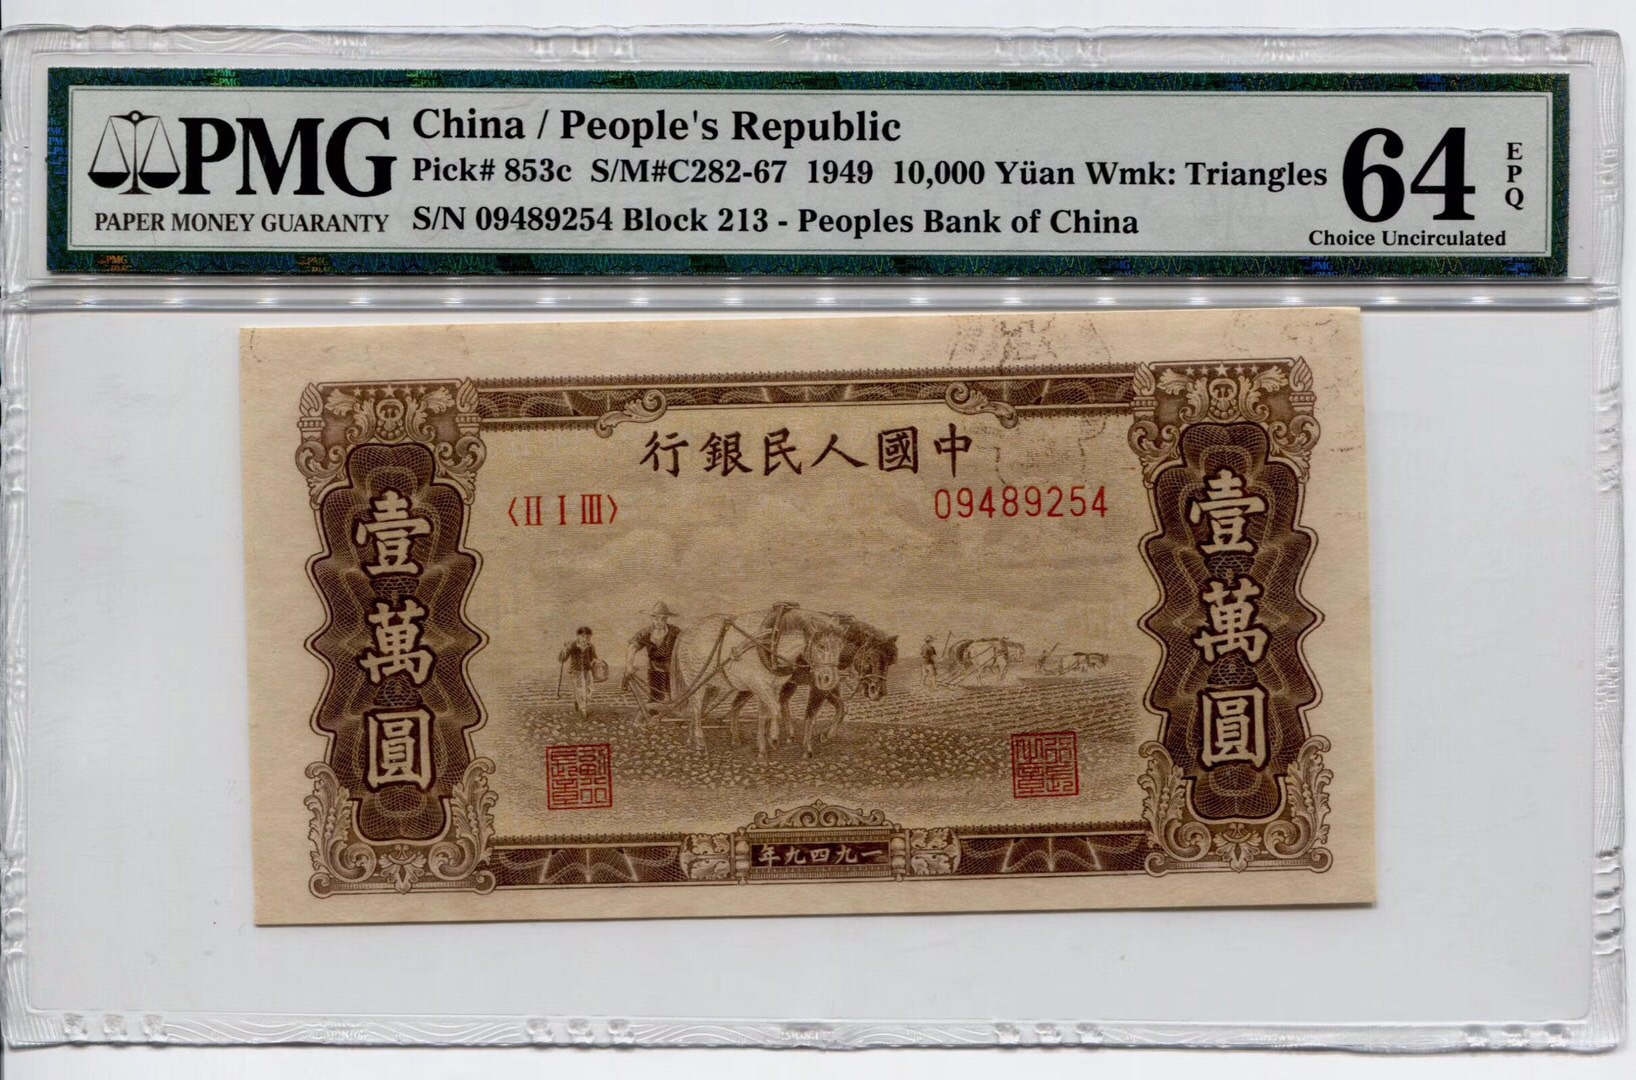 PMG
PAPER MONEY GUARANTY
China / People's Republic
Pick# 853c S/M#C282-67 1949 10,000 Yüan Wmk: Triangles
S/N 09489254 Block 213 - Peoples Bank of China
64
EPQ
Choice Uncirculated
行銀民人國中
〈II I III〉
09489254
壹萬圓
壹萬圓
年九四九一